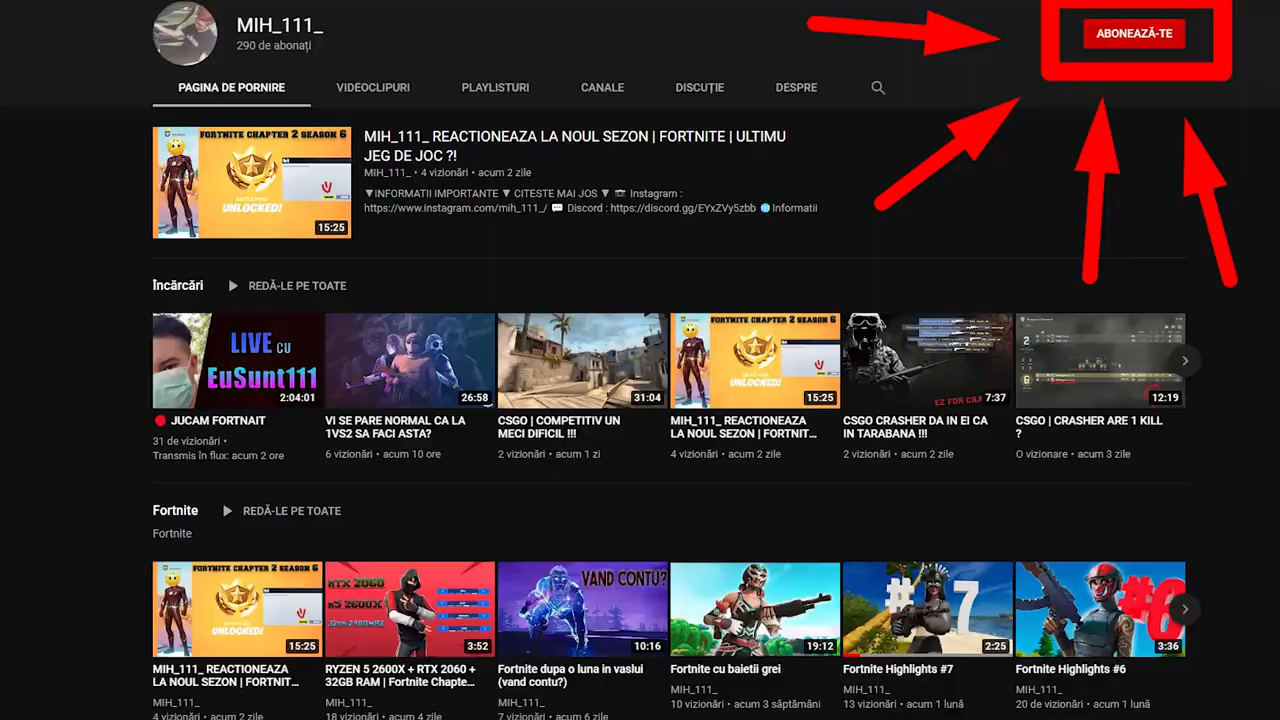 MIH_111_
290 de abonați
ABONEAZĂ-TE
PAGINA DE PORNIRE VIDEOCLIPURI PLAYLISTURI CANALE DISCUȚIE DESPRE
FORTNITE CHAPTER 2 SEASON 6
UNLOCKED!
15:25
MIH_111_ REACTIONEAZA LA NOUL SEZON | FORTNITE | ULTIMU
JEG DE JOC ?!
MIH_111_ • 4 vizionări • acum 2 zile
▼INFORMATII IMPORTANTE ▼ CITESTE MAI JOS ▼ Instagram :
https://www.instagram.com/mih_111_/ 💬 Discord : https://discord.gg/EYxZVy5zbb 🌐 Informatii
Încărcări REDĂ-LE PE TOATE
LIVE CU
EuSunt111
2:04:01
26:58
31:04
FORTNITE CHAPTER 2 SEASON 6
UNLOCKED!
15:25
EZ FOR CRA
7:37
2
6
12:19
🔴 JUCAM FORTNAIT
31 de vizionări •
Transmis în flux: acum 2 ore
VI SE PARE NORMAL CA LA
1VS2 SA FACI ASTA?
6 vizionări • acum 10 ore
CSGO | COMPETITIV UN
MECI DIFICIL !!!
2 vizionări • acum 1 zi
MIH_111_ REACTIONEAZA
LA NOUL SEZON | FORTNIT...
4 vizionări • acum 2 zile
CSGO CRASHER DA IN EI CA
IN TARABANA !!!
2 vizionări • acum 2 zile
CSGO | CRASHER ARE 1 KILL
?
0 vizionare • acum 3 zile
Fortnite REDĂ-LE PE TOATE
Fortnite
FORTNITE CHAPTER 2 SEASON 6
UNLOCKED!
15:25
RTX 2060
R5 2600X
3:52
VAND CONTU?
10:16
19:12
#7
2:25
#6
3:36
MIH_111_ REACTIONEAZA
LA NOUL SEZON | FORTNIT...
MIH_111_
4 vizionări • acum 2 zile
RYZEN 5 2600X + RTX 2060 +
32GB RAM | Fortnite Chapte...
MIH_111_
18 vizionări • acum 4 zile
Fortnite dupa o luna in vaslui
(vand contu?)
MIH_111_
7 vizionări • acum 6 zile
Fortnite cu baietii grei
MIH_111_
10 vizionări • acum 3 săptămâni
Fortnite Highlights #7
MIH_111_
13 vizionări • acum 1 lună
Fortnite Highlights #6
MIH_111_
20 de vizionări • acum 1 lună